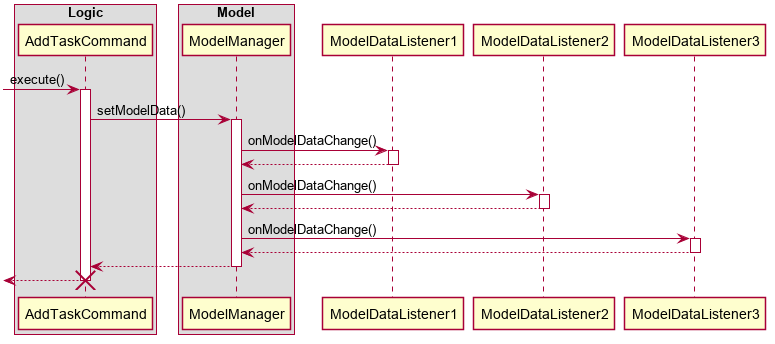 Logic
Model
AddTaskCommand
ModelManager
ModelDataListener1
ModelDataListener2
ModelDataListener3
execute()
setModelData()
onModelDataChange()
onModelDataChange()
onModelDataChange()
AddTaskCommand
ModelManager
ModelDataListener1
ModelDataListener2
ModelDataListener3